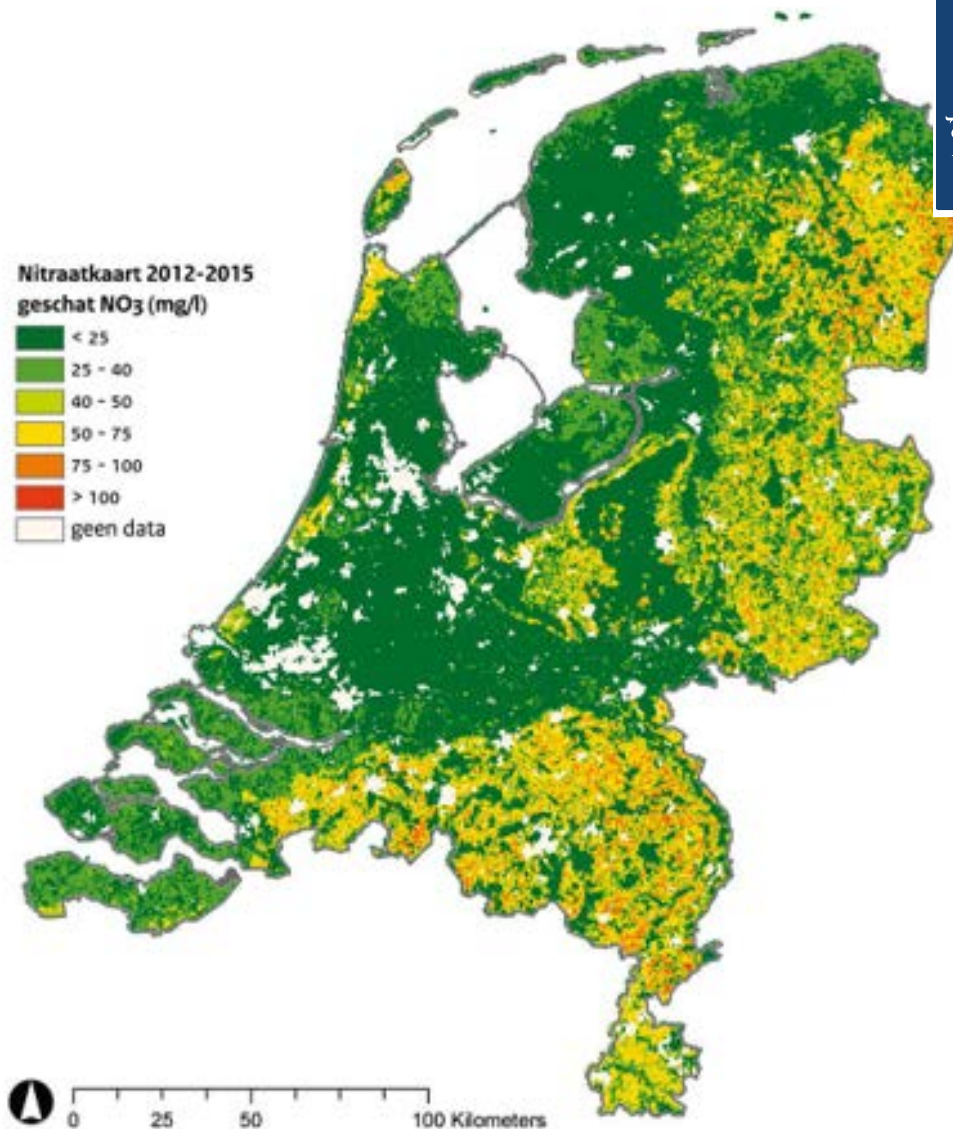 Nitraatkaart 2012-2015
geschat NO3 (mg/l)
< 25
25 - 40
40 - 50
50 - 75
75 - 100
> 100
geen data
0 25 50 100 Kilometers